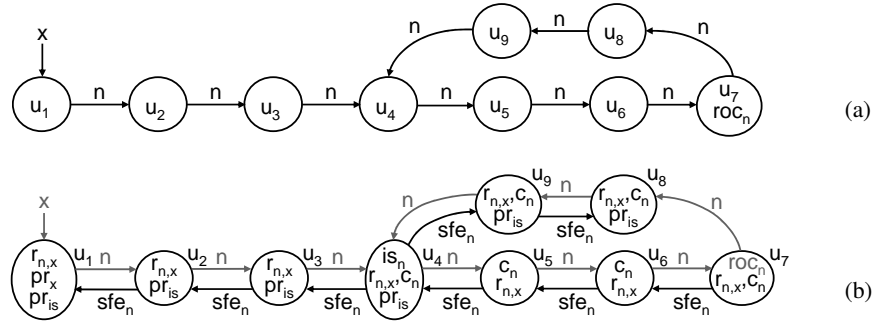 x n n
u9 u8
n n n n n n n
u1 u2 u3 u4 u5 u6 u7
rocn
(a)
u9 u8
x n rn,x,cn n rn,x,cn n
pris pris
sfen sfen
rn,x u1 n u2 n u3 n isn u4 n u5 n u6 n rocn u7
prx rn,x rn,x rn,x,cn cn cn rn,x,cn
pris pris pris pris rn,x rn,x
sfen sfen sfen sfen sfen sfen
(b)